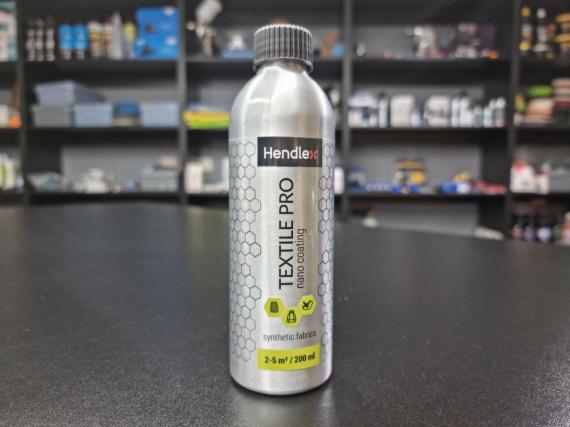 Hendlex
TEXTILE PRO
nano coating
synthetic fabrics
2-5 m² / 200 ml